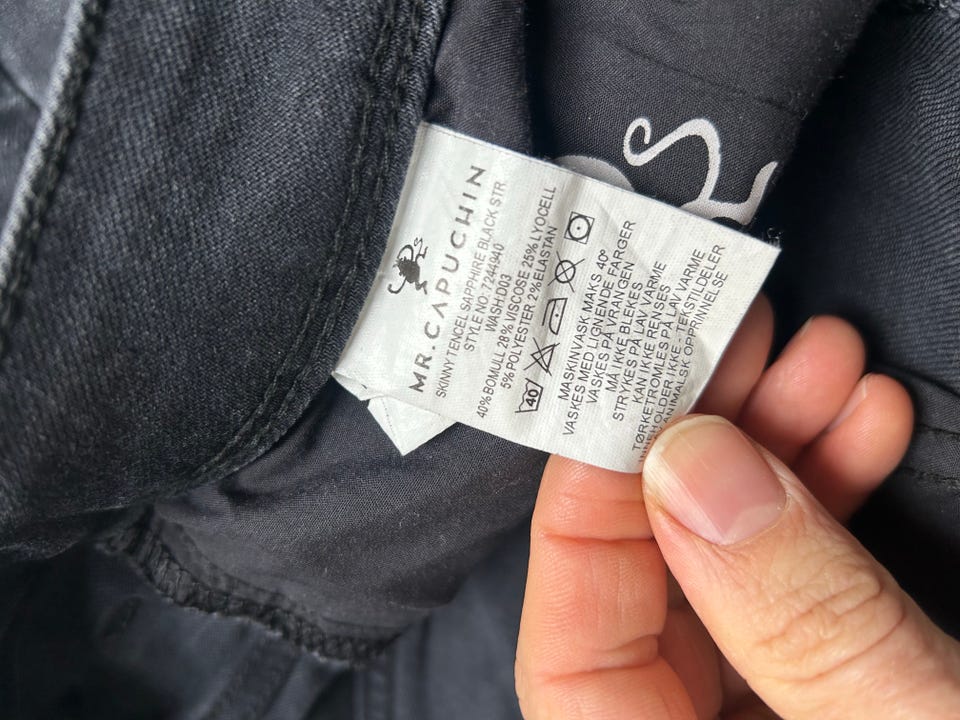 MR.CAPUCHIN
SKINNY TENCEL SAPPHIRE BLACK STR.
STYLE NO: 7244940
WASH:D03
40%BOMULL 28% VISCOSE 25%LYOCELL
5%POLYESTER 2%ELASTAN
40
MASKINVASK MAKS. 40°
VASKES MED LIGNENDE FARGER
VASKES PÅ VRANGEN
MÅ IKKE BLEKES
STRYKES PÅ LAV VARME
KAN IKKE RENSES
TØRKETROMLES PÅ LAV VARME
INNEHOLDER IKKE -TEKSTILDELER
ANIMALSK OPPRINNELSE